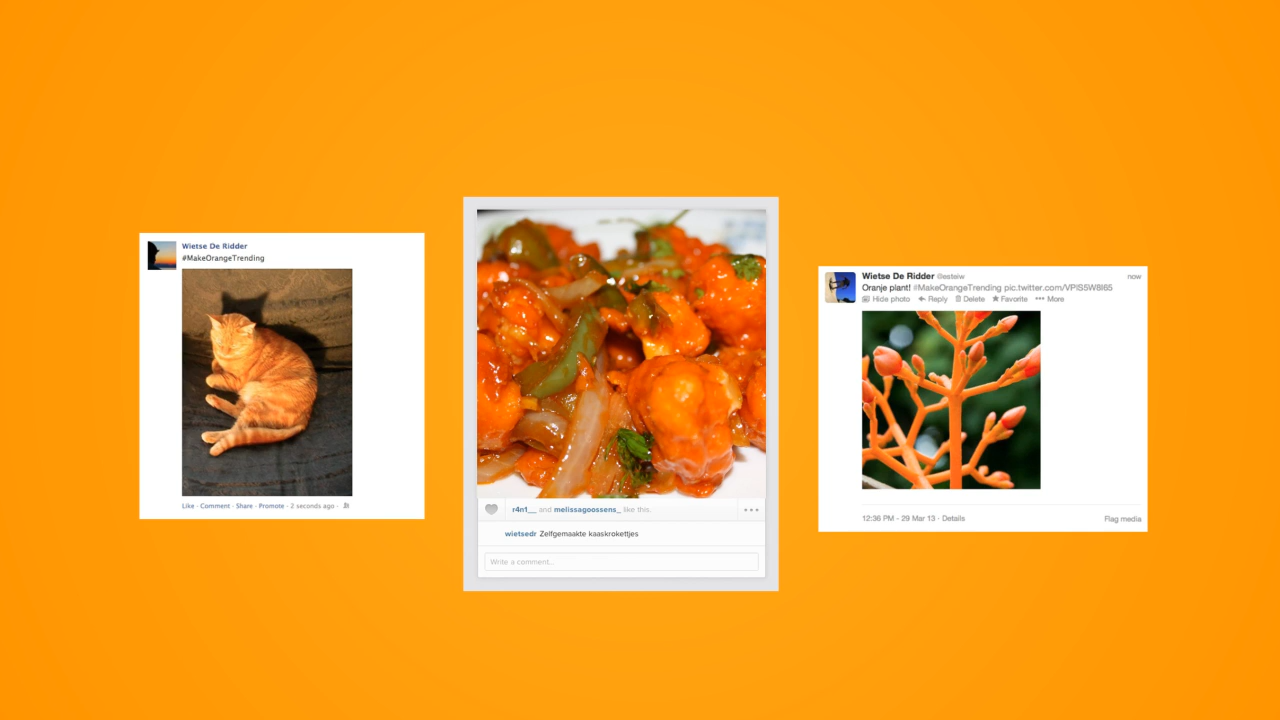 Wietse De Ridder
#MakeOrangeTrending
Like · Comment · Share · Promote · 2 seconds ago ·
r4n1__ and melissagoossens_ like this.
wietsedr Zelfgemaakte kaaskrokettjes
Write a comment...
Wietse De Ridder @esteiw now
Oranje plant! #MakeOrangeTrending pic.twitter.com/VPIS5W8I65
Hide photo Reply Delete Favorite More
12:36 PM - 29 Mar 13 · Details Flag media